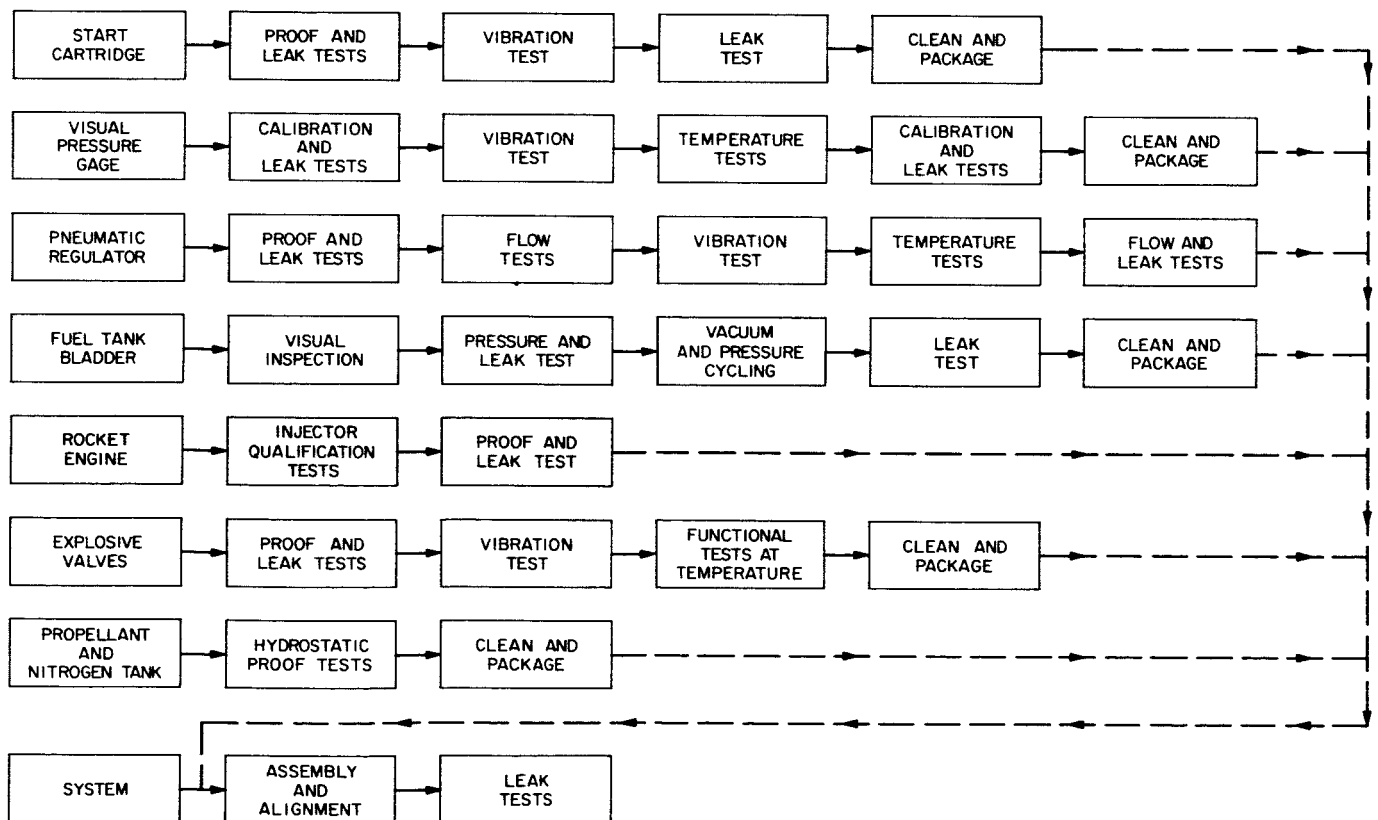 START
CARTRIDGE
PROOF AND
LEAK TESTS
VIBRATION
TEST
LEAK
TEST
CLEAN AND
PACKAGE
VISUAL
PRESSURE
GAGE
CALIBRATION
AND
LEAK TESTS
VIBRATION
TEST
TEMPERATURE
TESTS
CALIBRATION
AND
LEAK TESTS
CLEAN AND
PACKAGE
PNEUMATIC
REGULATOR
PROOF AND
LEAK TESTS
FLOW
TESTS
VIBRATION
TEST
TEMPERATURE
TESTS
FLOW AND
LEAK TESTS
FUEL TANK
BLADDER
VISUAL
INSPECTION
PRESSURE AND
LEAK TEST
VACUUM
AND PRESSURE
CYCLING
LEAK
TEST
CLEAN AND
PACKAGE
ROCKET
ENGINE
INJECTOR
QUALIFICATION
TESTS
PROOF AND
LEAK TEST
EXPLOSIVE
VALVES
PROOF AND
LEAK TESTS
VIBRATION
TEST
FUNCTIONAL
TESTS AT
TEMPERATURE
CLEAN AND
PACKAGE
PROPELLANT
AND
NITROGEN TANK
HYDROSTATIC
PROOF TESTS
CLEAN AND
PACKAGE
SYSTEM
ASSEMBLY
AND
ALIGNMENT
LEAK
TESTS